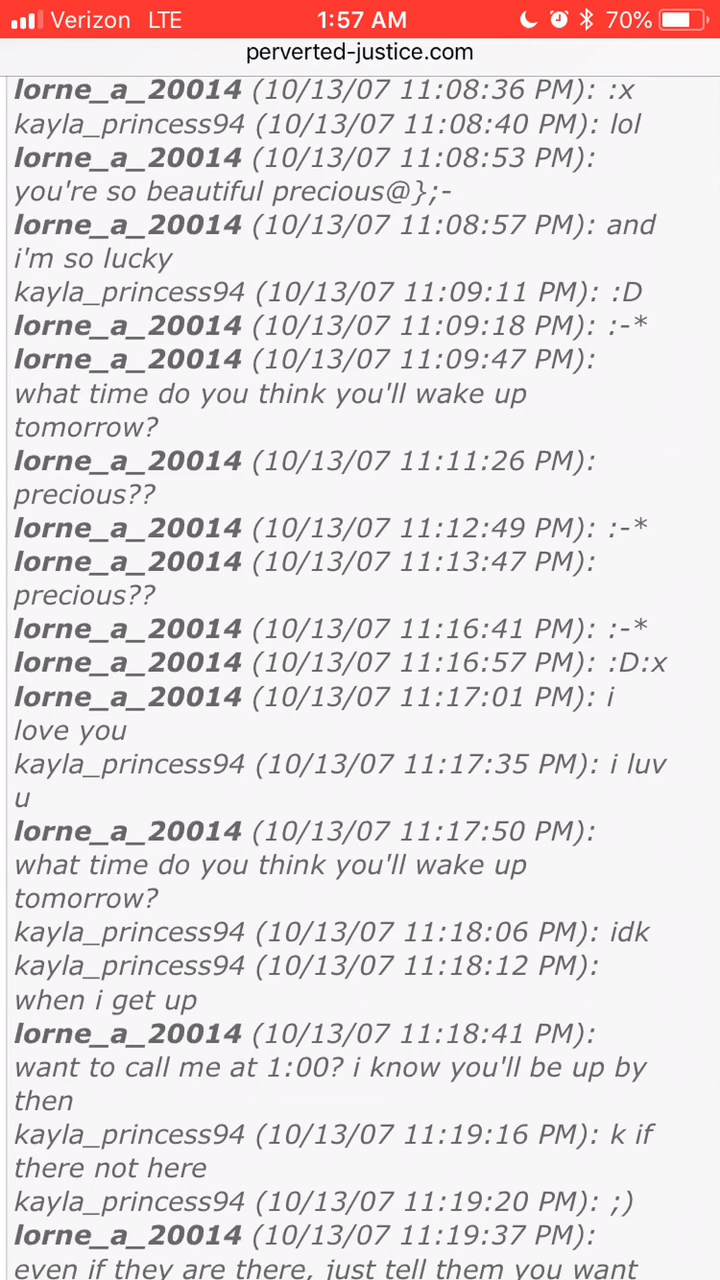 Verizon LTE 1:57 AM 70%
perverted-justice.com
lorne_a_20014 (10/13/07 11:08:36 PM): :x
kayla_princess94 (10/13/07 11:08:40 PM): lol
lorne_a_20014 (10/13/07 11:08:53 PM):
you're so beautiful precious@};-
lorne_a_20014 (10/13/07 11:08:57 PM): and
i'm so lucky
kayla_princess94 (10/13/07 11:09:11 PM): :D
lorne_a_20014 (10/13/07 11:09:18 PM): :-*
lorne_a_20014 (10/13/07 11:09:47 PM):
what time do you think you'll wake up
tomorrow?
lorne_a_20014 (10/13/07 11:11:26 PM):
precious??
lorne_a_20014 (10/13/07 11:12:49 PM): :-*
lorne_a_20014 (10/13/07 11:13:47 PM):
precious??
lorne_a_20014 (10/13/07 11:16:41 PM): :-*
lorne_a_20014 (10/13/07 11:16:57 PM): :D:x
lorne_a_20014 (10/13/07 11:17:01 PM): i
love you
kayla_princess94 (10/13/07 11:17:35 PM): i luv
u
lorne_a_20014 (10/13/07 11:17:50 PM):
what time do you think you'll wake up
tomorrow?
kayla_princess94 (10/13/07 11:18:06 PM): idk
kayla_princess94 (10/13/07 11:18:12 PM):
when i get up
lorne_a_20014 (10/13/07 11:18:41 PM):
want to call me at 1:00? i know you'll be up by
then
kayla_princess94 (10/13/07 11:19:16 PM): k if
there not here
kayla_princess94 (10/13/07 11:19:20 PM): ;)
lorne_a_20014 (10/13/07 11:19:37 PM):
even if they are there, just tell them you want